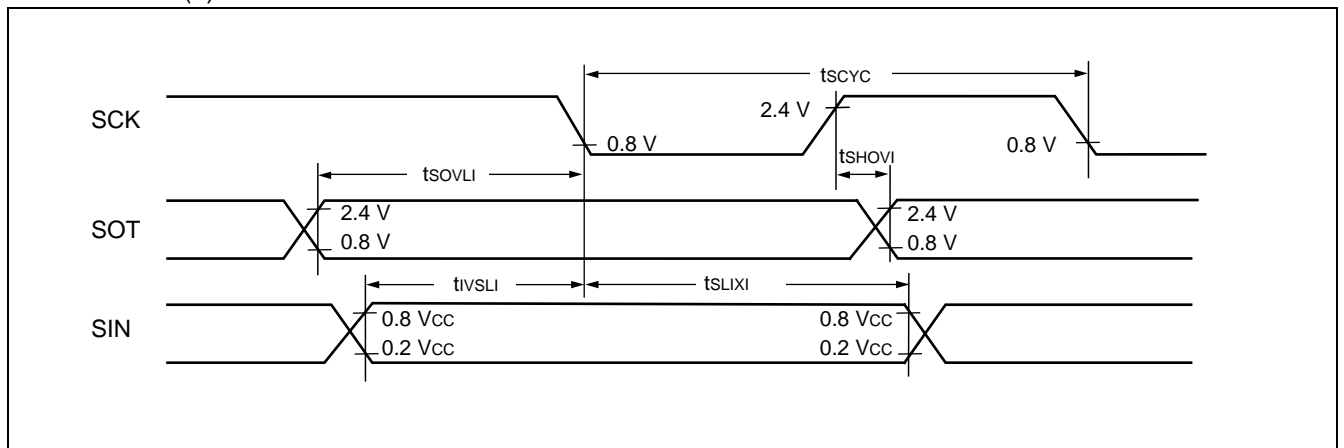 tSCYC
SCK
2.4 V
0.8 V
0.8 V
tSHOVI
tSOVLI
SOT
2.4 V
2.4 V
0.8 V
0.8 V
tIVSLI
tSLIXI
SIN
0.8 VCC
0.8 VCC
0.2 VCC
0.2 VCC